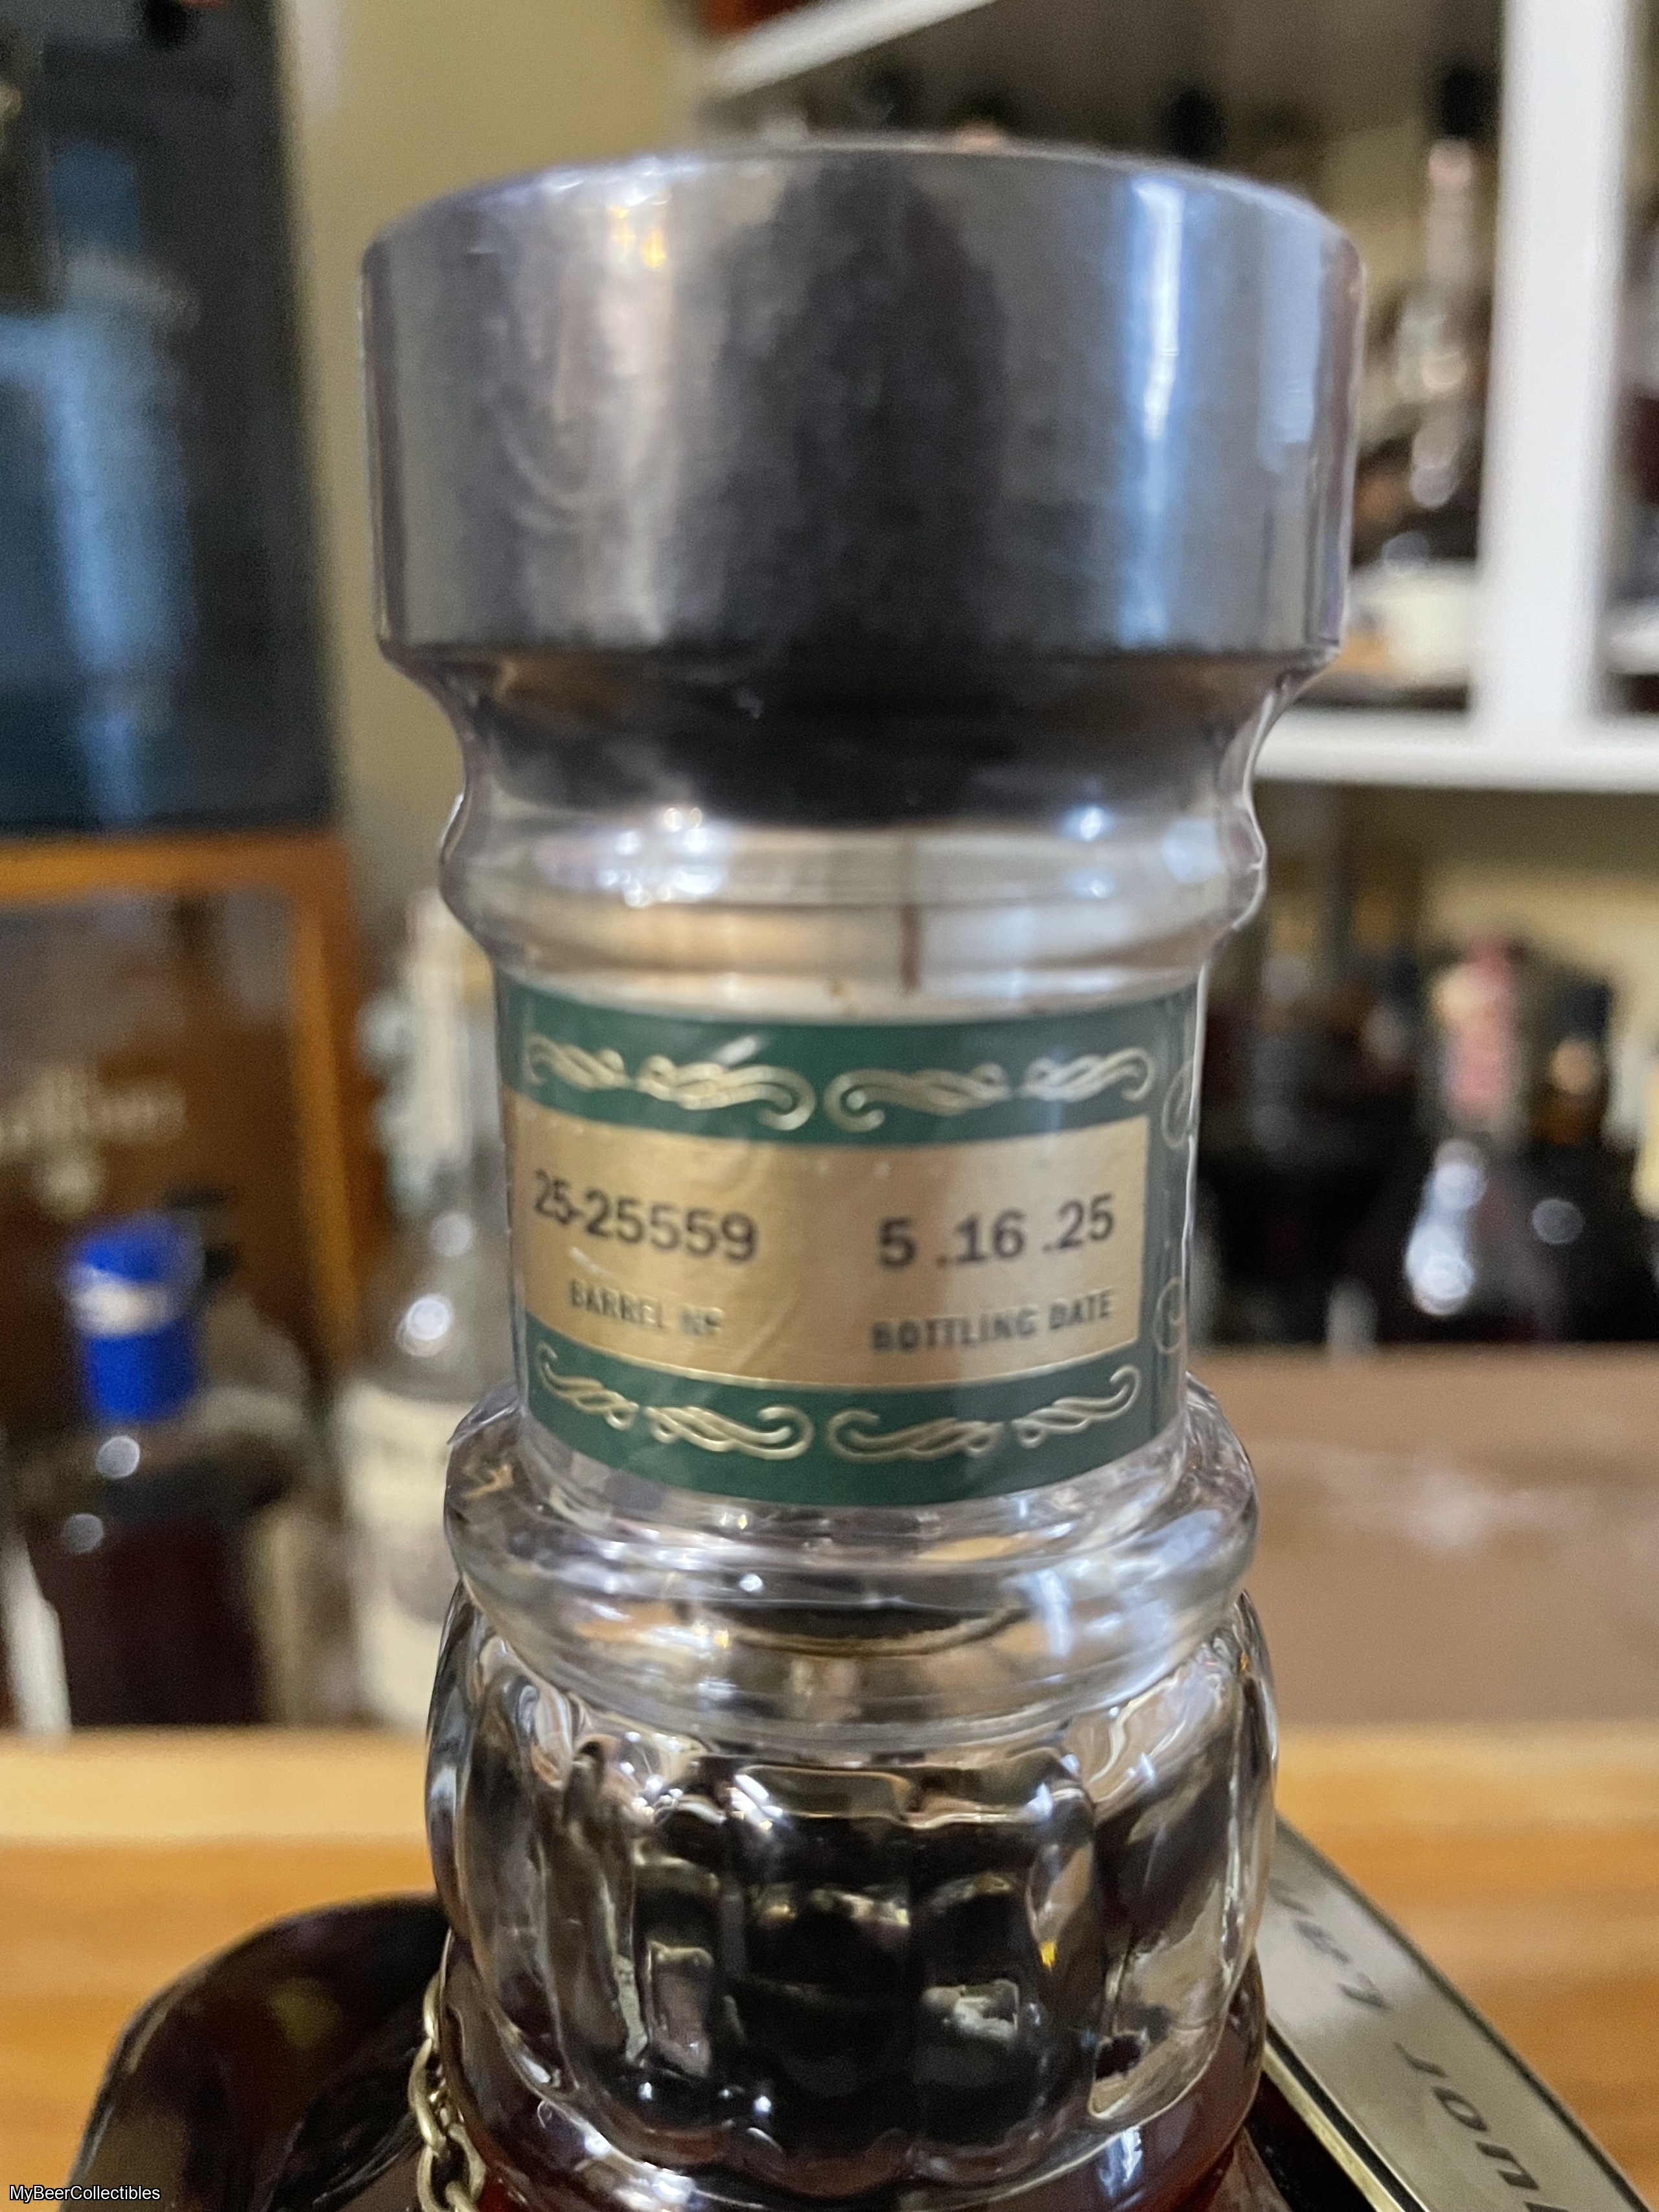 25-25559
BARREL Nº
5.16.25
BOTTLING DATE
MyBeerCollectibles